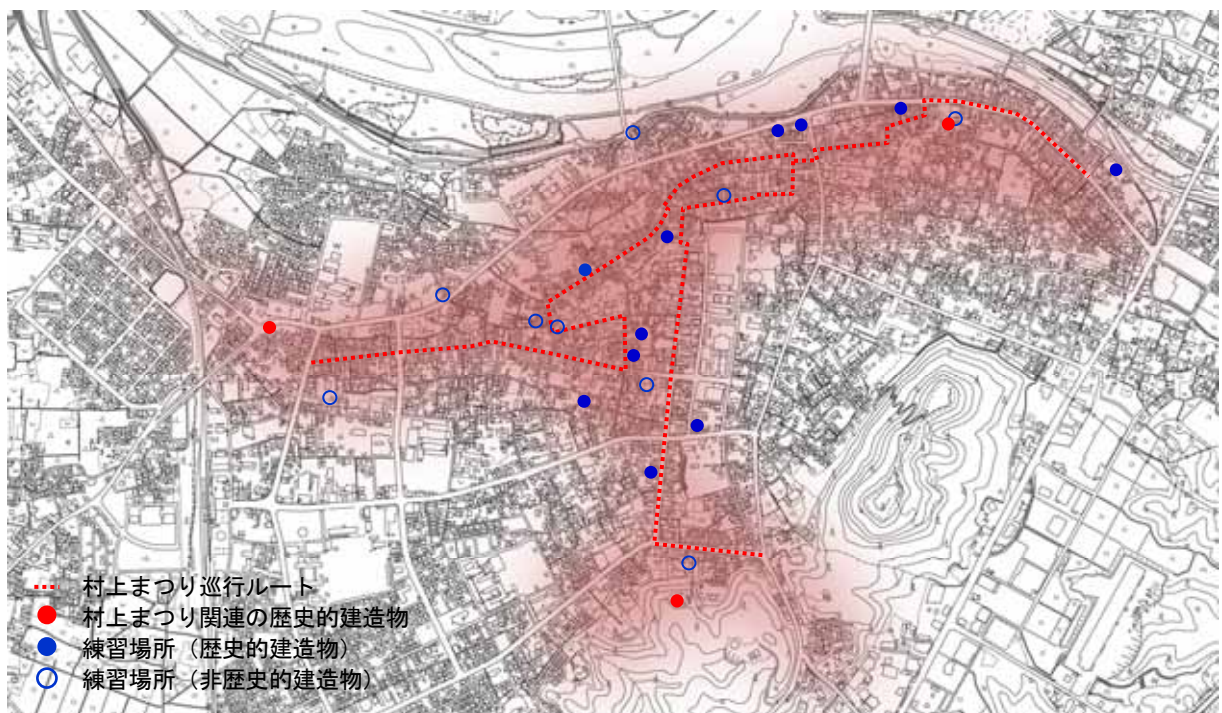 村上まつり巡行ルート
村上まつり関連の歴史的建造物
練習場所（歴史的建造物）
練習場所（非歴史的建造物）